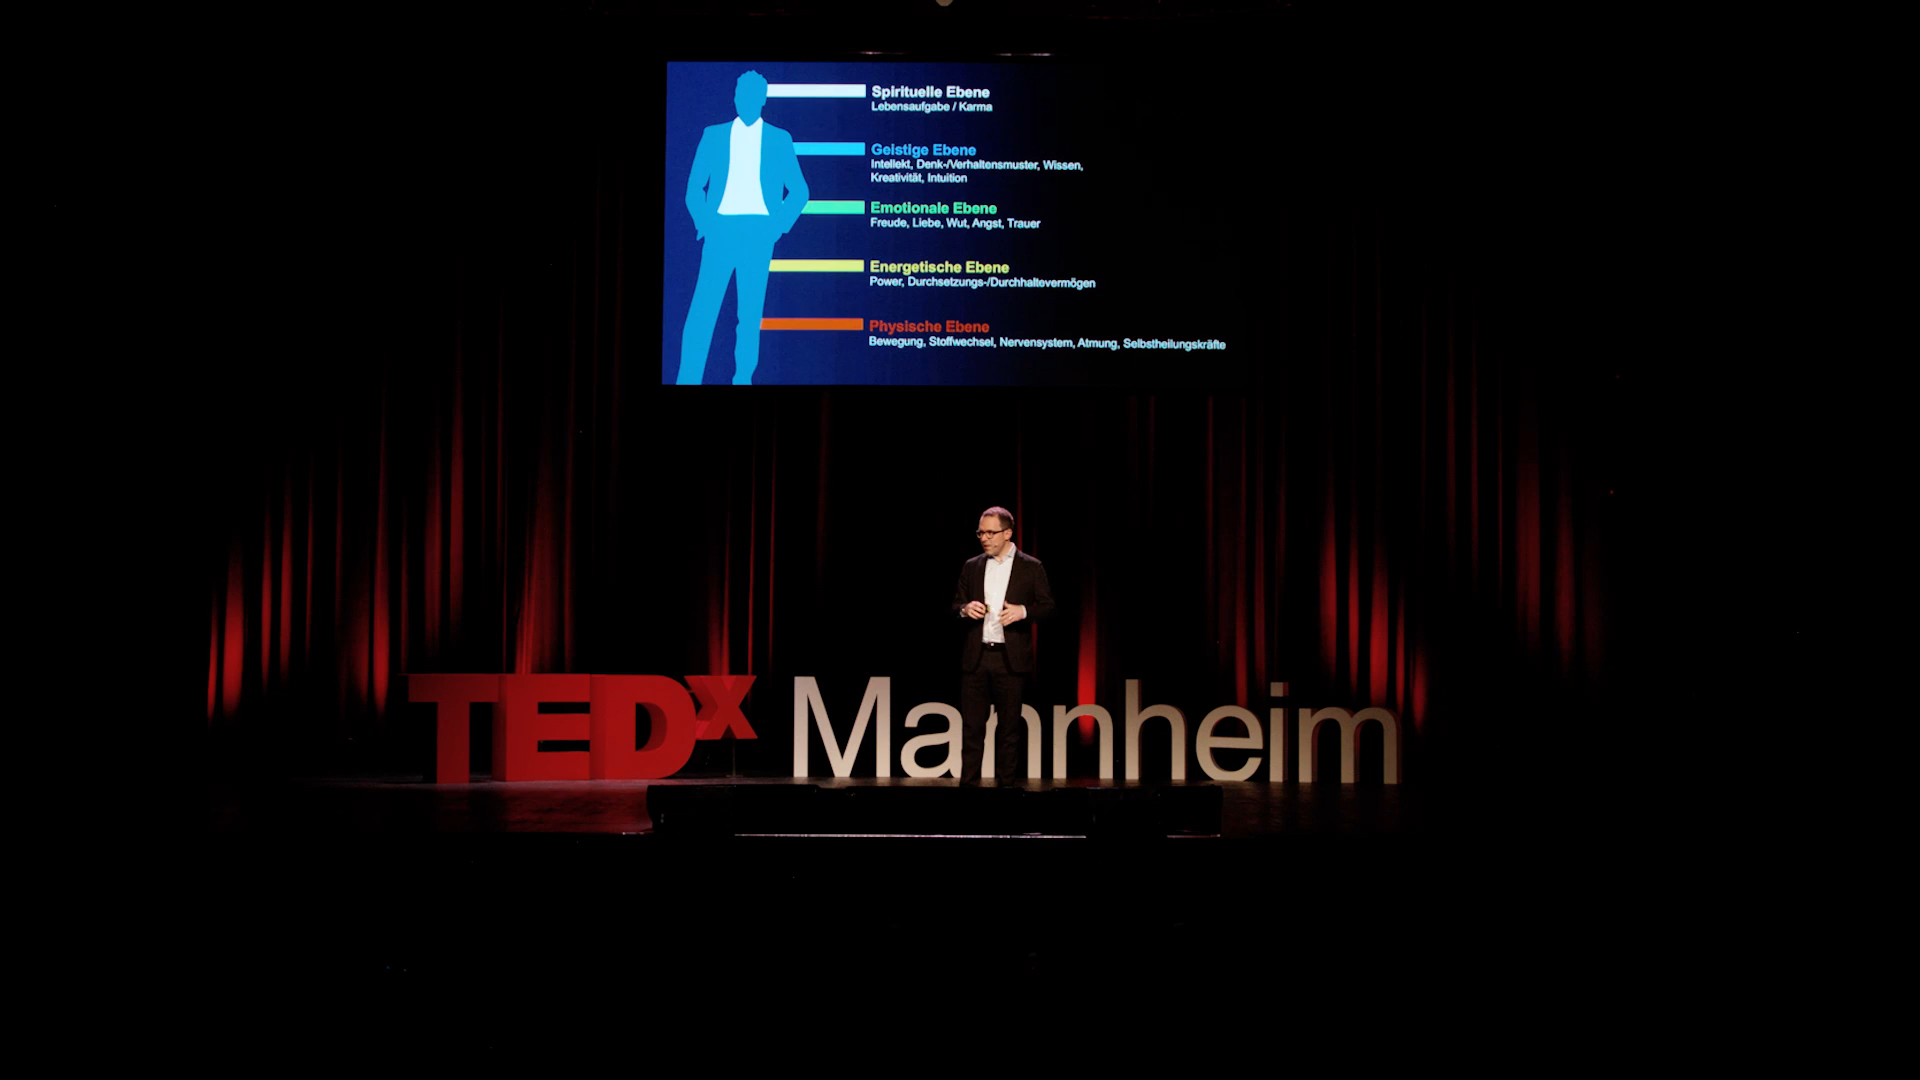 Spirituelle Ebene
Lebensaufgabe / Karma
Geistige Ebene
Intellekt, Denk-/Verhaltensmuster, Wissen,
Kreativität, Intuition
Emotionale Ebene
Freude, Liebe, Wut, Angst, Trauer
Energetische Ebene
Power, Durchsetzungs-/Durchhaltevermögen
Physische Ebene
Bewegung, Stoffwechsel, Nervensystem, Atmung, Selbstheilungskräfte
TEDx Mannheim